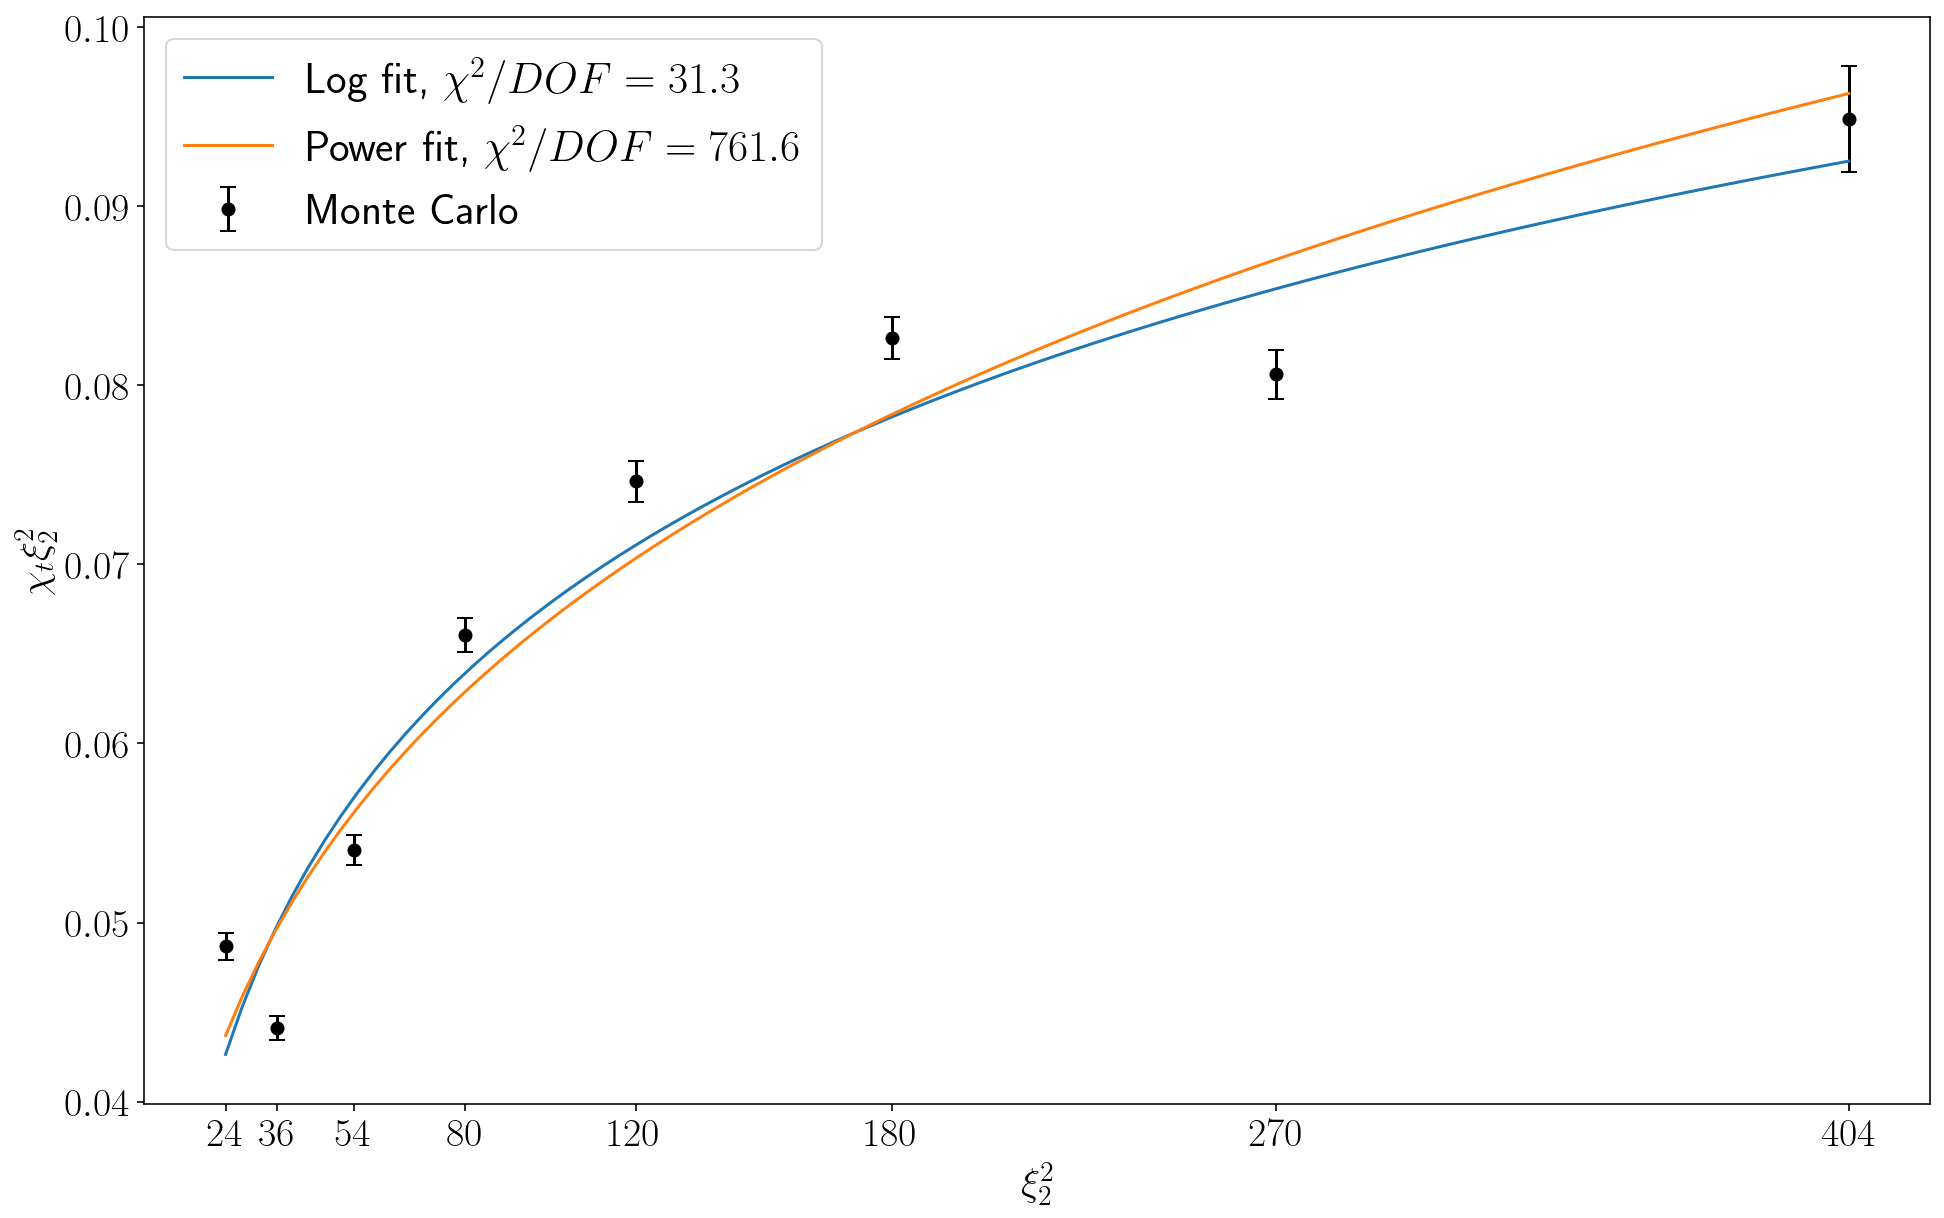 0.10
0.09
0.08
0.07
0.06
0.05
0.04
χₜξ₂²
Log fit, χ²/DOF = 31.3
Power fit, χ²/DOF = 761.6
Monte Carlo
24 36 54 80 120 180 270 404
ξ₂²